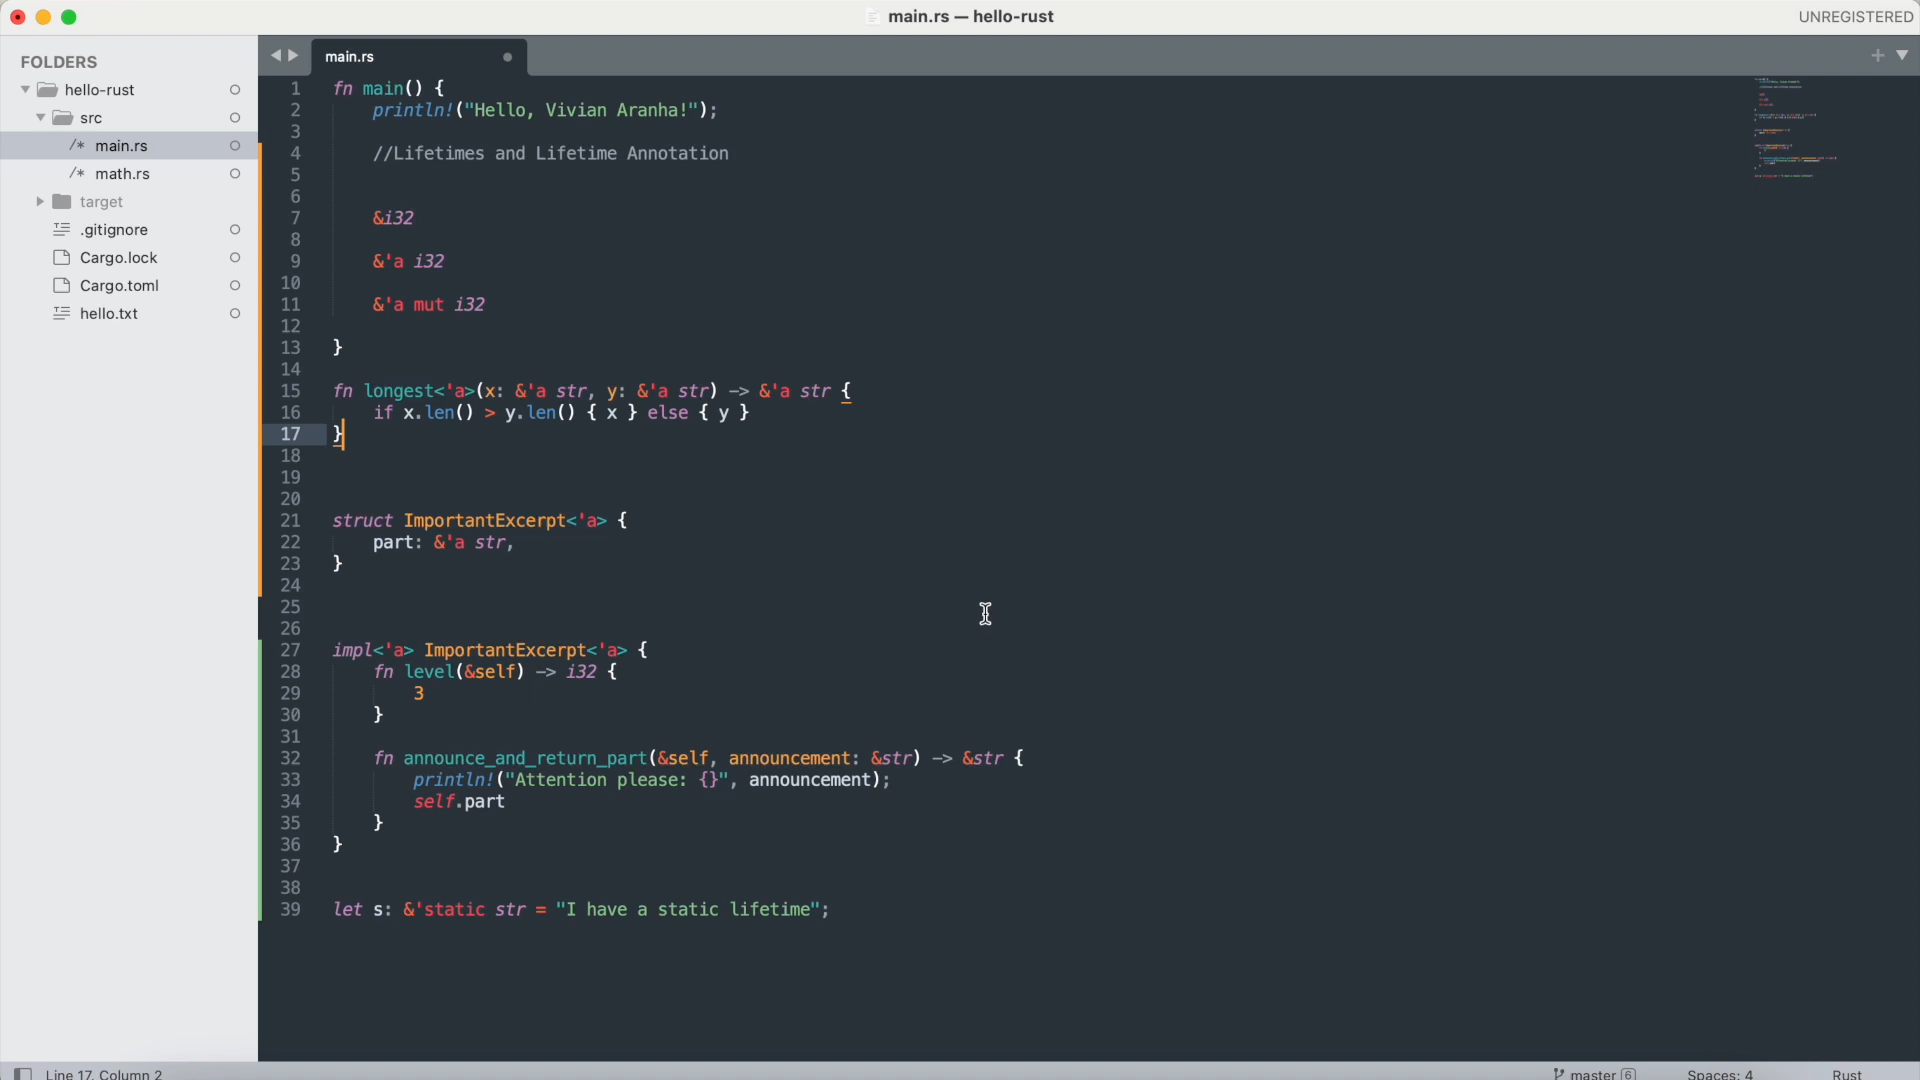 main.rs — hello-rust
UNREGISTERED
FOLDERS
hello-rust
src
/* main.rs
/* math.rs
target
.gitignore
Cargo.lock
Cargo.toml
hello.txt
main.rs
1 fn main() {
2 println!("Hello, Vivian Aranha!");
3
4 //Lifetimes and Lifetime Annotation
5
6
7 &i32
8
9 &'a i32
10
11 &'a mut i32
12
13 }
14
15 fn longest<'a>(x: &'a str, y: &'a str) -> &'a str {
16 if x.len() > y.len() { x } else { y }
17 }
18
19
20
21 struct ImportantExcerpt<'a> {
22 part: &'a str,
23 }
24
25
26
27 impl<'a> ImportantExcerpt<'a> {
28 fn level(&self) -> i32 {
29 3
30 }
31
32 fn announce_and_return_part(&self, announcement: &str) -> &str {
33 println!("Attention please: {}", announcement);
34 self.part
35 }
36 }
37
38
39 let s: &'static str = "I have a static lifetime";
Line 17, Column 2
master 6
Spaces: 4
Rust